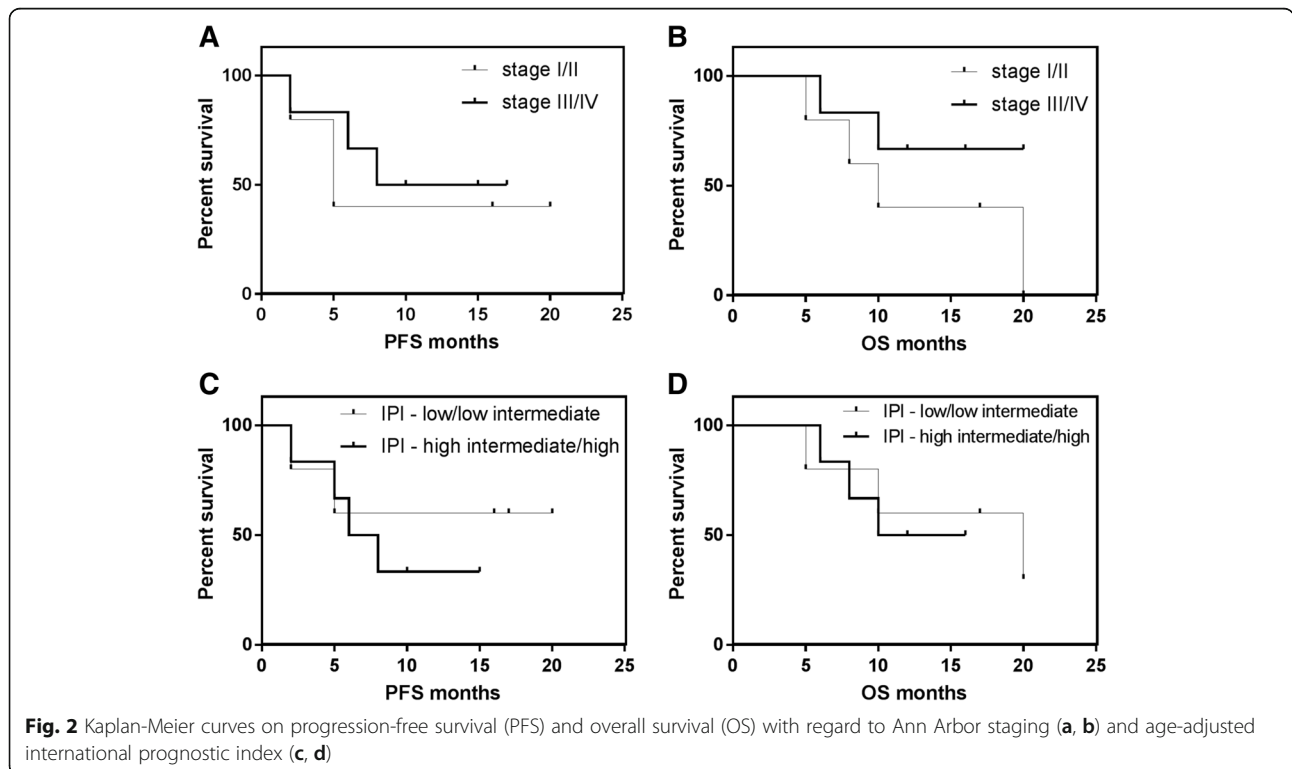 A
stage I/II
stage III/IV
Percent survival
100
50
0
0 5 10 15 20 25
PFS months
B
stage I/II
stage III/IV
Percent survival
100
50
0
0 5 10 15 20 25
OS months
C
IPI - low/low intermediate
IPI - high intermediate/high
Percent survival
100
50
0
0 5 10 15 20 25
PFS months
D
IPI - low/low intermediate
IPI - high intermediate/high
Percent survival
100
50
0
0 5 10 15 20 25
OS months
Fig. 2 Kaplan-Meier curves on progression-free survival (PFS) and overall survival (OS) with regard to Ann Arbor staging (a, b) and age-adjusted
international prognostic index (c, d)